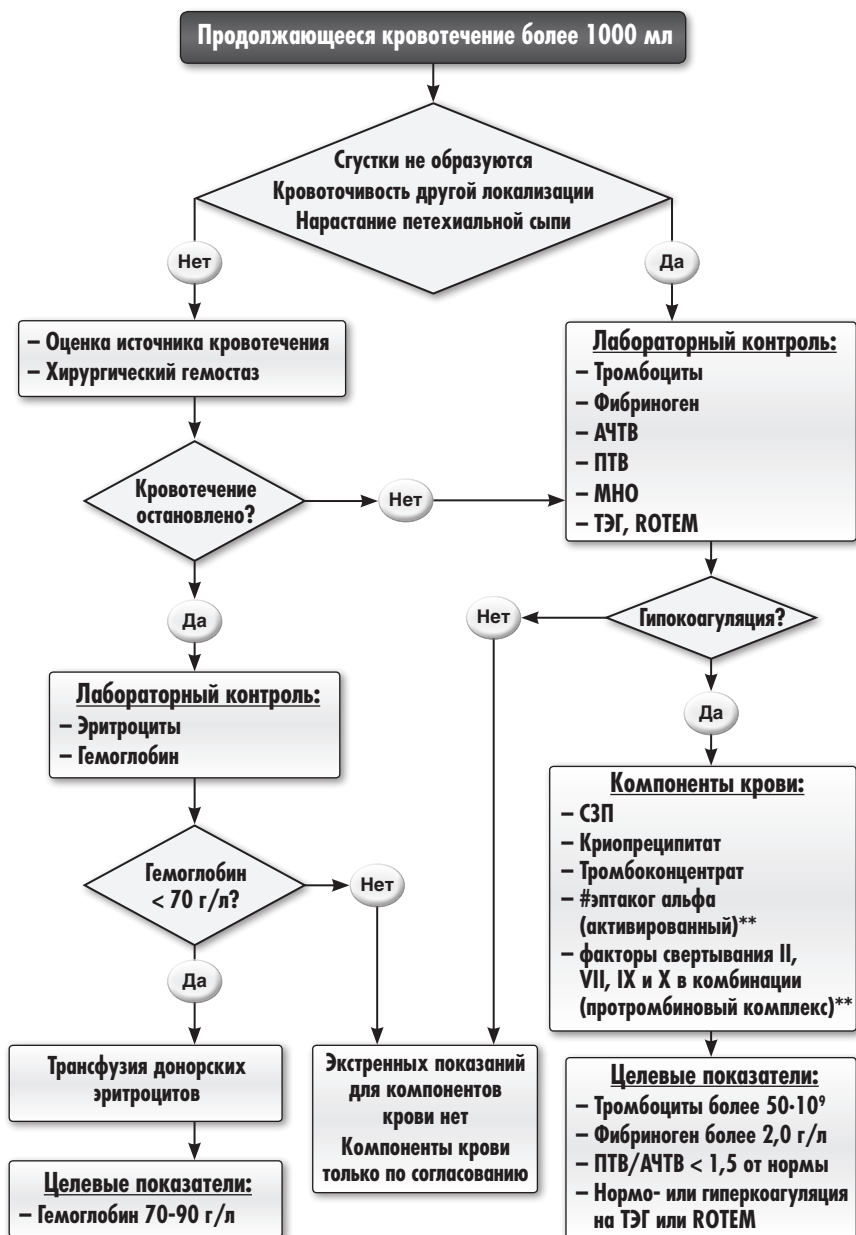 Продолжающееся кровотечение более 1000 мл
Сгустки не образуются
Кровоточивость другой локализации
Нарастание петехиальной сыпи
Нет
Да
– Оценка источника кровотечения
– Хирургический гемостаз
Лабораторный контроль:
– Тромбоциты
– Фибриноген
– АЧТВ
– ПТВ
– МНО
– ТЭГ, ROTEM
Кровотечение
остановлено?
Нет
Да
Нет
Гипокоагуляция?
Да
Лабораторный контроль:
– Эритроциты
– Гемоглобин
Компоненты крови:
– СЗП
– Криопреципитат
– Тромбоконцентрат
– #эптаког альфа
(активированный)**
– факторы свертывания II,
VII, IX и X в комбинации
(протромбиновый комплекс)**
Гемоглобин
< 70 г/л?
Нет
Да
Трансфузия донорских
эритроцитов
Экстренных показаний
для компонентов
крови нет
Компоненты крови
только по согласованию
Целевые показатели:
– Гемоглобин 70-90 г/л
Целевые показатели:
– Тромбоциты более 50·10⁹
– Фибриноген более 2,0 г/л
– ПТВ/АЧТВ < 1,5 от нормы
– Нормо- или гиперкоагуляция
на ТЭГ или ROTEM